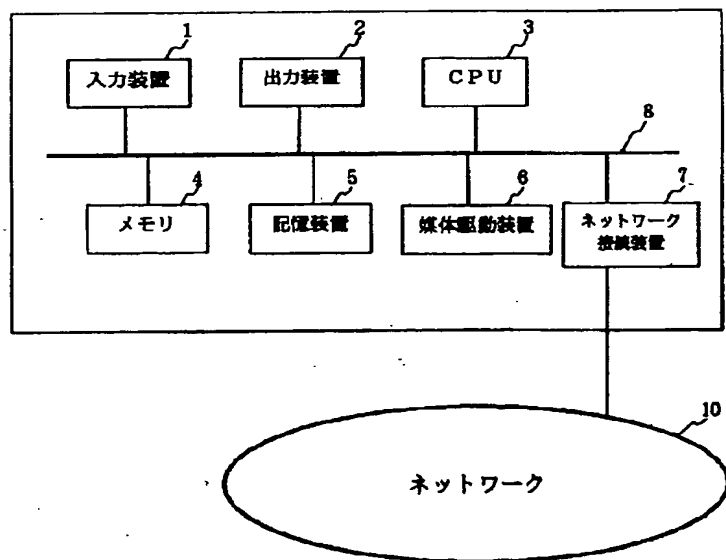 1
2
3
入力装置
出力装置
CPU
8
4
5
6
7
メモリ
記憶装置
媒体駆動装置
ネットワーク
接続装置
10
ネットワーク